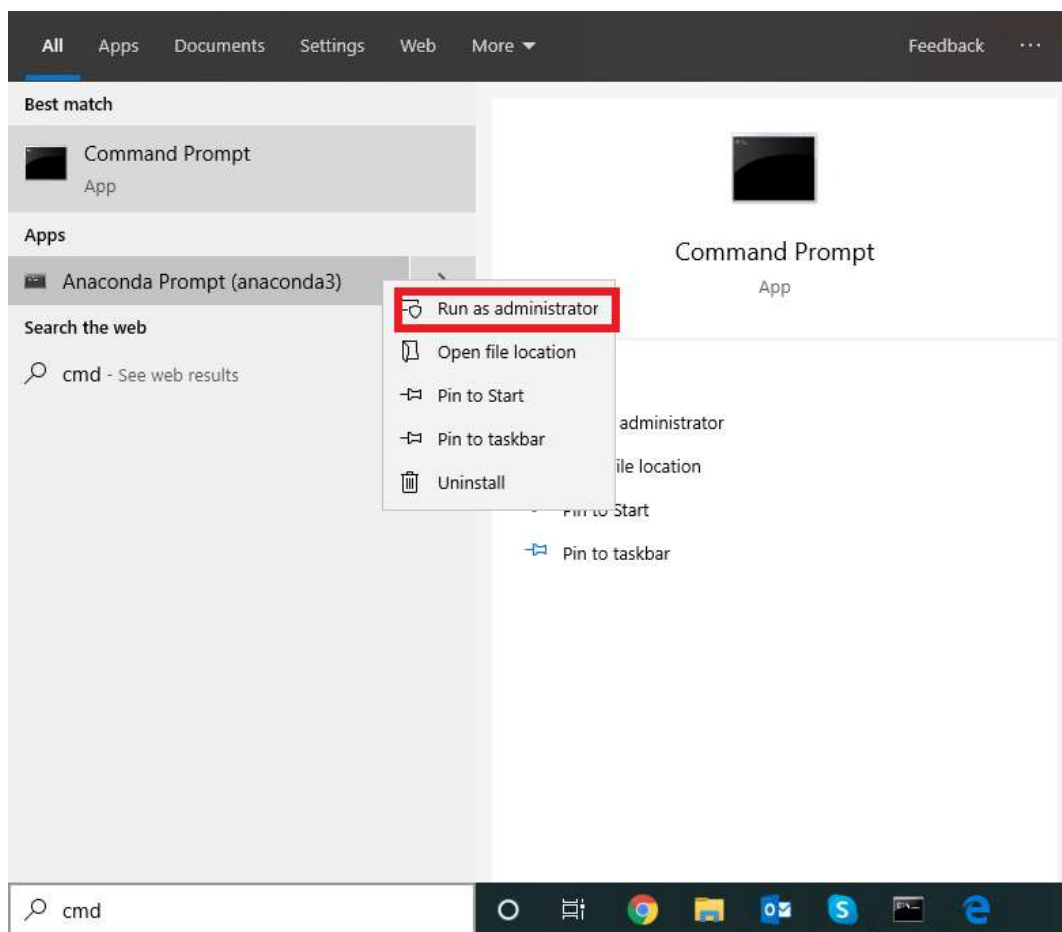 All Apps Documents Settings Web More Feedback ...
Best match
Command Prompt
App
Apps
Anaconda Prompt (anaconda3)
Search the web
cmd - See web results
Run as administrator
Open file location
Pin to Start
Pin to taskbar
Uninstall
Command Prompt
App
administrator
ile location
Pin to Start
Pin to taskbar
cmd